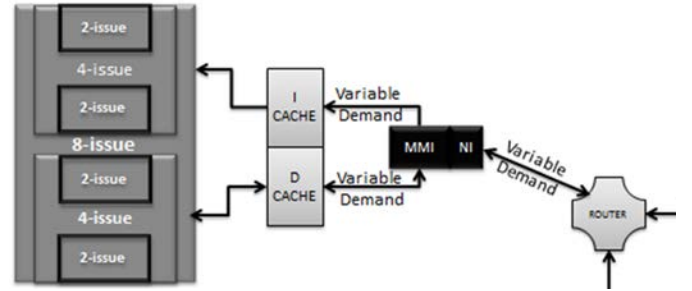 2-issue
4-issue
2-issue
8-issue
2-issue
4-issue
2-issue
I
CACHE
D
CACHE
Variable
Demand
Variable
Demand
MMI
NI
Variable
Demand
ROUTER